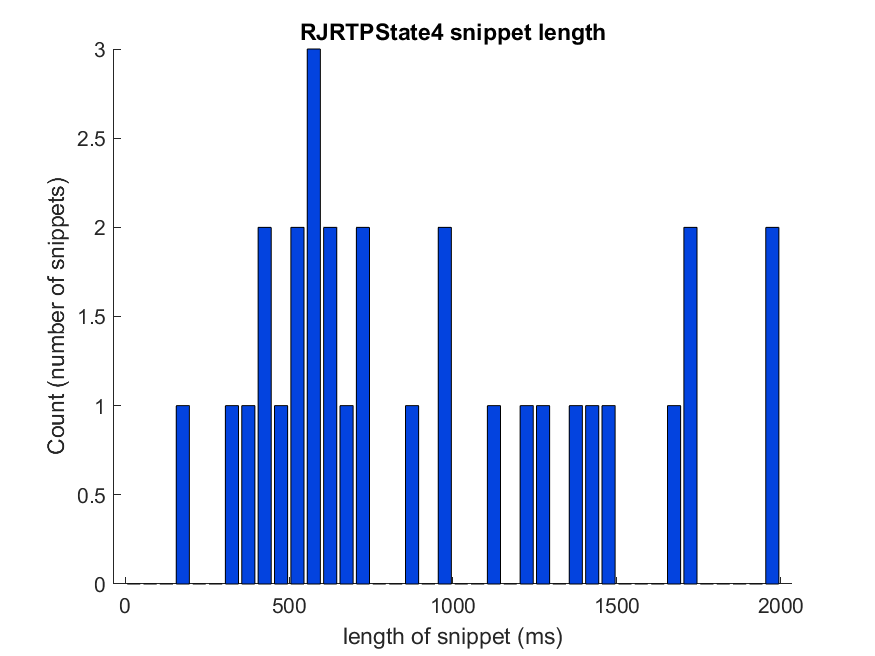 RJRTPState4 snippet length
3
2.5
2
1.5
1
0.5
0
Count (number of snippets)
0 500 1000 1500 2000
length of snippet (ms)